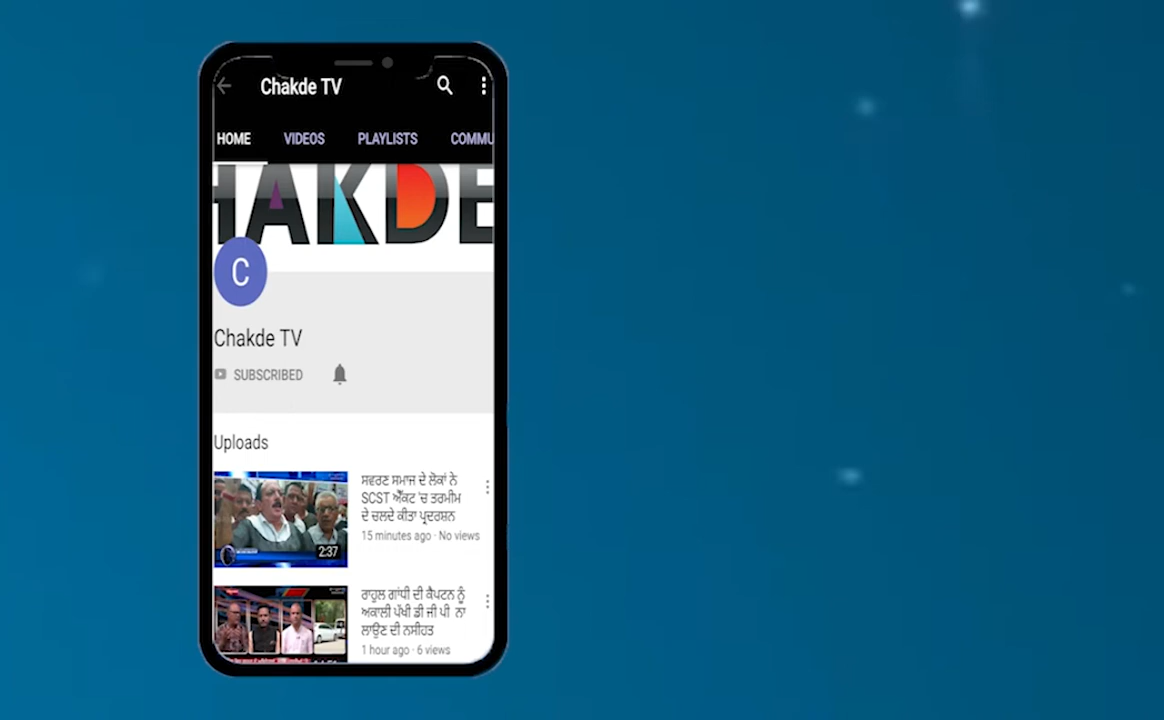 Chakde TV
HOME VIDEOS PLAYLISTS COMMU
HAKDE
C
Chakde TV
SUBSCRIBED
Uploads
2:37
ਸਵਰਣ ਸਮਾਜ ਦੇ ਲੋਕਾਂ ਨੇ
SCST ਐਕਟ 'ਚ ਤਰਮੀਮ
ਦੇ ਚਲਦੇ ਕੀਤਾ ਪ੍ਰਦਰਸ਼ਨ
15 minutes ago · No views
ਰਾਹੁਲ ਗਾਂਧੀ ਦੀ ਕੈਪਟਨ ਨੂੰ
ਅਕਾਲੀ ਪੱਖੀ ਡੀ ਜੀ ਪੀ ਨਾ
ਲਾਉਣ ਦੀ ਨਸੀਹਤ
1 hour ago · 6 views